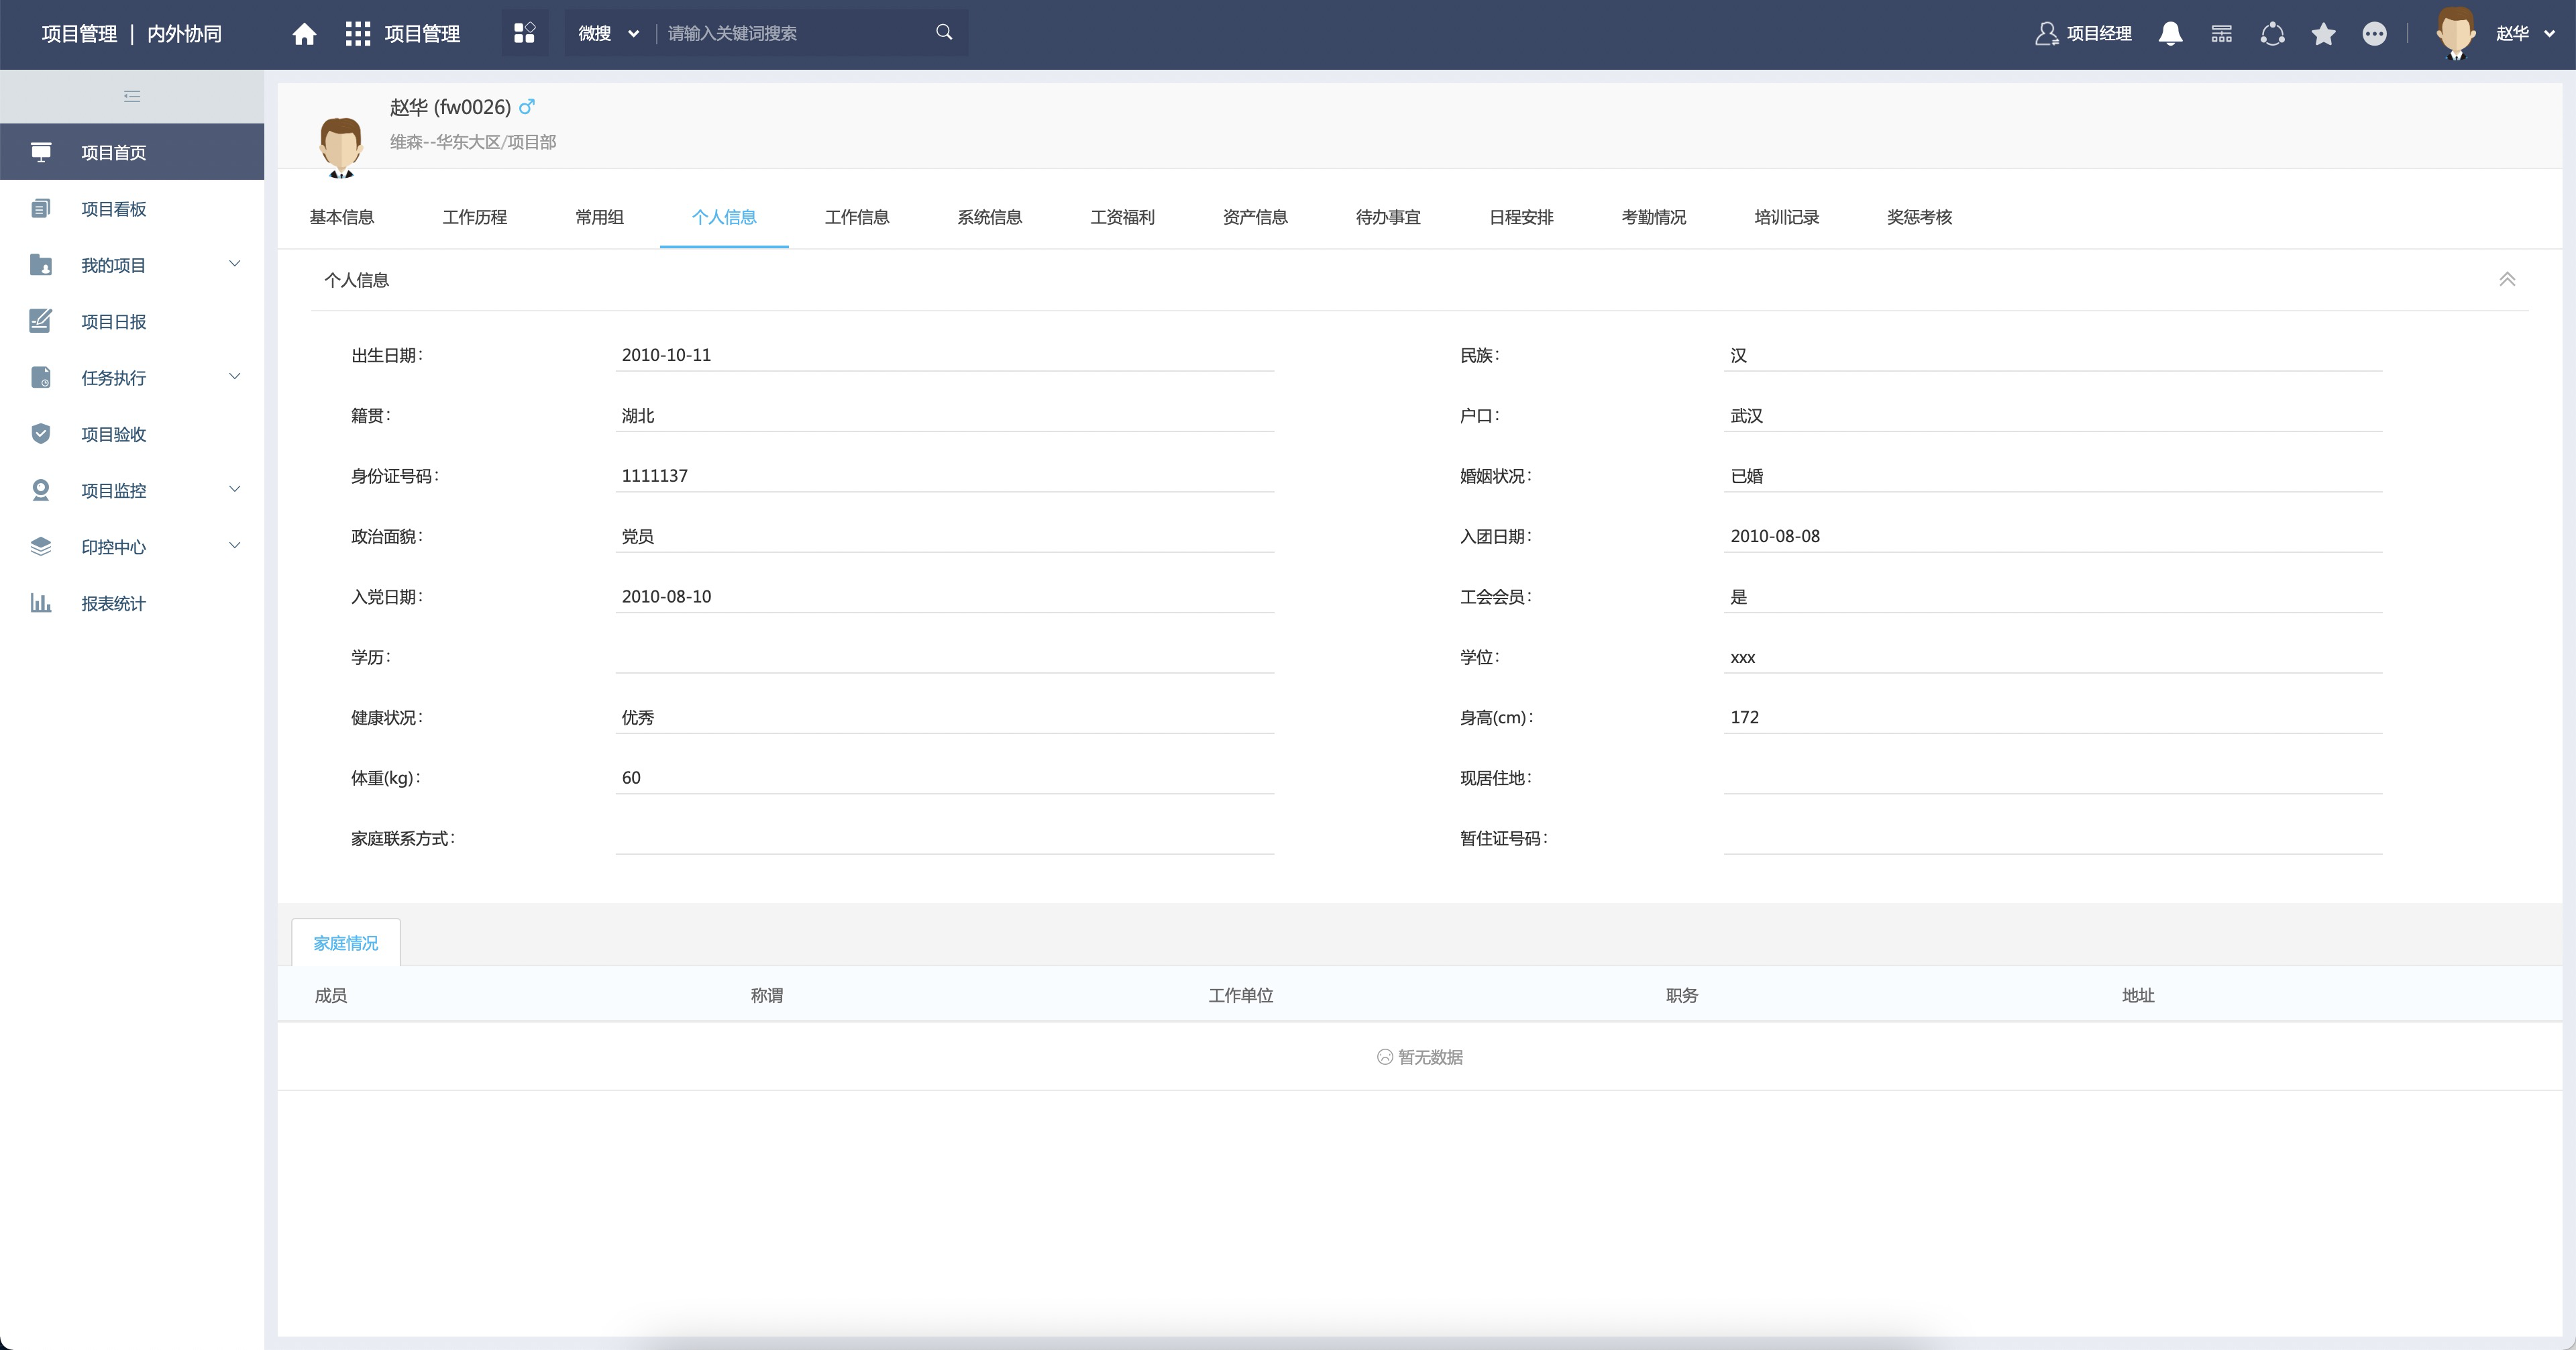 项目管理 | 内外协同 项目管理 微搜 请输入关键词搜索 项目经理 赵华
项目首页
项目看板
我的项目
项目日报
任务执行
项目验收
项目监控
印控中心
报表统计
赵华 (fw0026)
维森--华东大区/项目部
基本信息 工作历程 常用组 个人信息 工作信息 系统信息 工资福利 资产信息 待办事宜 日程安排 考勤情况 培训记录 奖惩考核
个人信息
出生日期: 2010-10-11 民族: 汉
籍贯: 湖北 户口: 武汉
身份证号码: 1111137 婚姻状况: 已婚
政治面貌: 党员 入团日期: 2010-08-08
入党日期: 2010-08-10 工会会员: 是
学历: 学位: xxx
健康状况: 优秀 身高(cm): 172
体重(kg): 60 现居住地:
家庭联系方式: 暂住证号码:
家庭情况
成员 称谓 工作单位 职务 地址
暂无数据